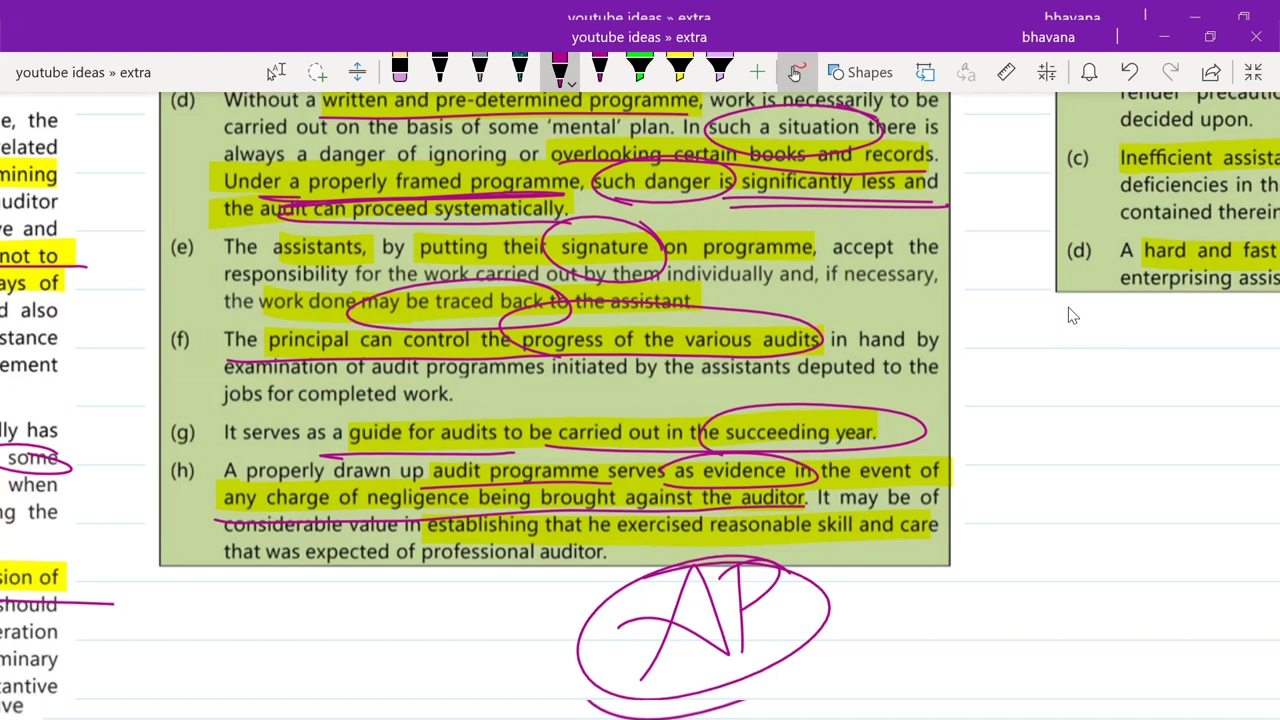 youtube ideas » extra
bhavana
youtube ideas » extra
bhavana
youtube ideas » extra
Shapes
e, the
related
mining
auditor
ve and
not to
ays of
d also
istance
ement
lly has
some
when
ng the
sion of
should
eration
minary
tantive
ive
(d) Without a written and pre-determined programme, work is necessarily to be
carried out on the basis of some 'mental' plan. In such a situation there is
always a danger of ignoring or overlooking certain books and records.
Under a properly framed programme, such danger is significantly less and
the audit can proceed systematically.
(e) The assistants, by putting their signature on programme, accept the
responsibility for the work carried out by them individually and, if necessary,
the work done may be traced back to the assistant
(f) The principal can control the progress of the various audits in hand by
examination of audit programmes initiated by the assistants deputed to the
jobs for completed work.
(g) It serves as a guide for audits to be carried out in the succeeding year.
(h) A properly drawn up audit programme serves as evidence in the event of
any charge of negligence being brought against the auditor. It may be of
considerable value in establishing that he exercised reasonable skill and care
that was expected of professional auditor.
AP
render precau
decided upon.
(c) Inefficient assista
deficiencies in th
contained therein
(d) A hard and fast
enterprising assis